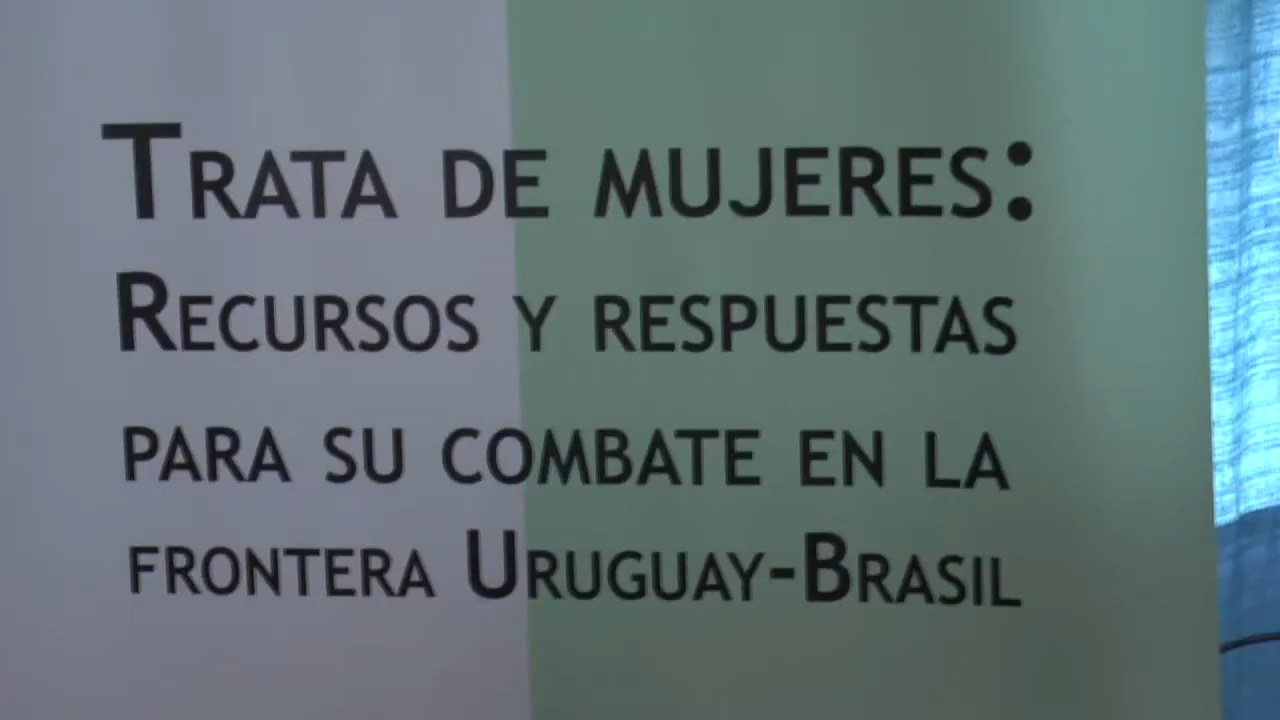 Trata de mujeres:
Recursos y respuestas
para su combate en la
frontera Uruguay-Brasil